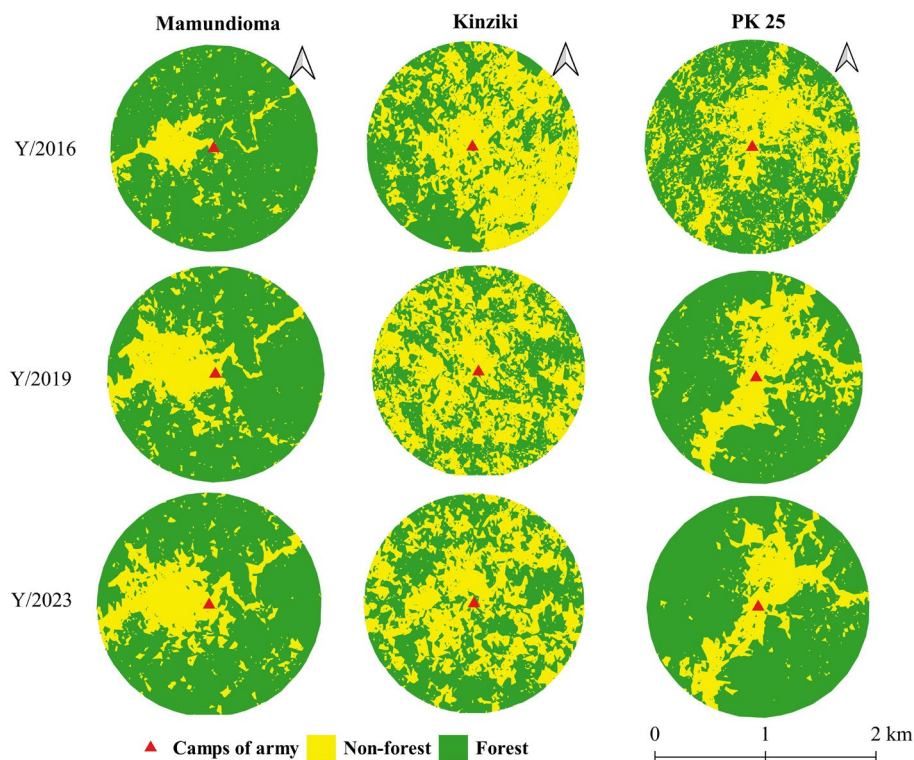 Mamundioma Kinziki PK 25
Y/2016
Y/2019
Y/2023
Camps of army Non-forest Forest
0 1 2 km